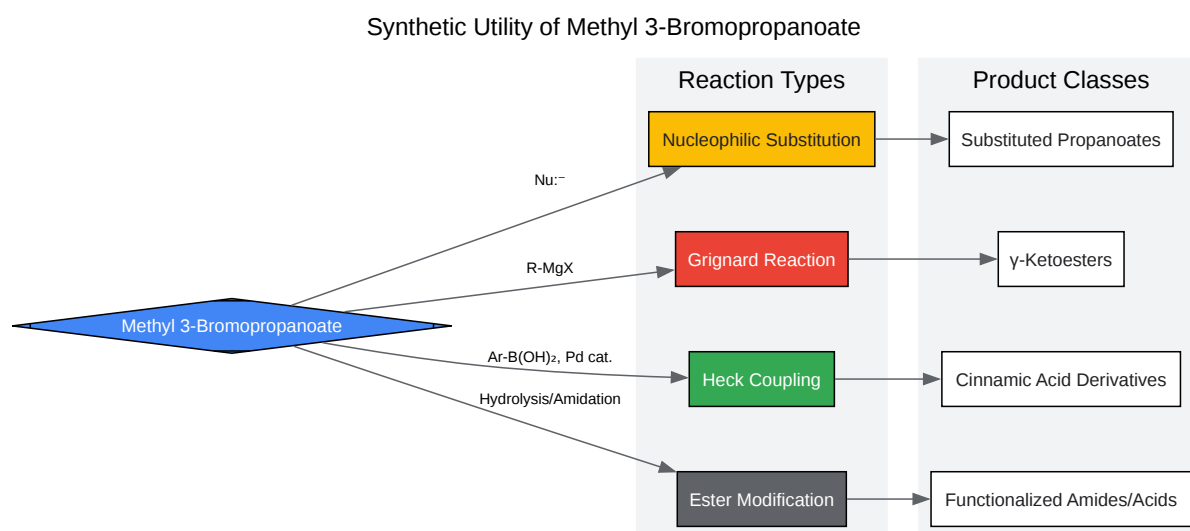 Synthetic Utility of Methyl 3-Bromopropanoate
Reaction Types
Product Classes
Nucleophilic Substitution
Substituted Propanoates
Nu:⁻
Grignard Reaction
γ-Ketoesters
R-MgX
Methyl 3-Bromopropanoate
Ar-B(OH)₂, Pd cat.
Heck Coupling
Cinnamic Acid Derivatives
Hydrolysis/Amidation
Ester Modification
Functionalized Amides/Acids